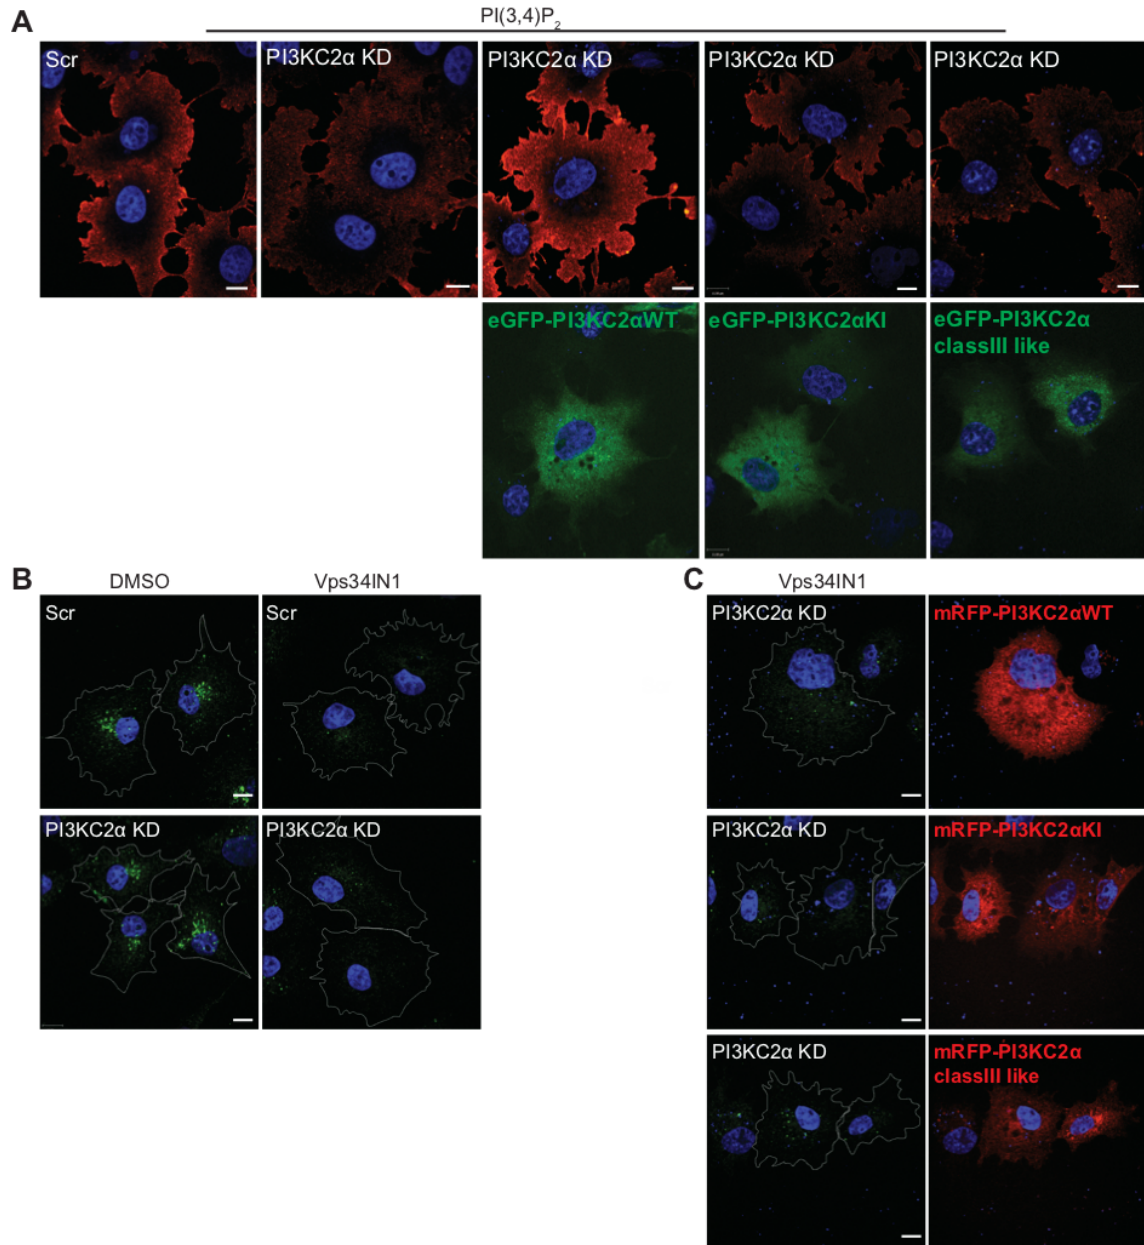 A
PI(3,4)P2
Scr
PI3KC2α KD
PI3KC2α KD
PI3KC2α KD
PI3KC2α KD
eGFP-PI3KC2αWT
eGFP-PI3KC2αKI
eGFP-PI3KC2α
classIII like
B
DMSO
Vps34IN1
Scr
Scr
PI3KC2α KD
PI3KC2α KD
C
Vps34IN1
PI3KC2α KD
mRFP-PI3KC2αWT
PI3KC2α KD
mRFP-PI3KC2αKI
PI3KC2α KD
mRFP-PI3KC2α
classIII like